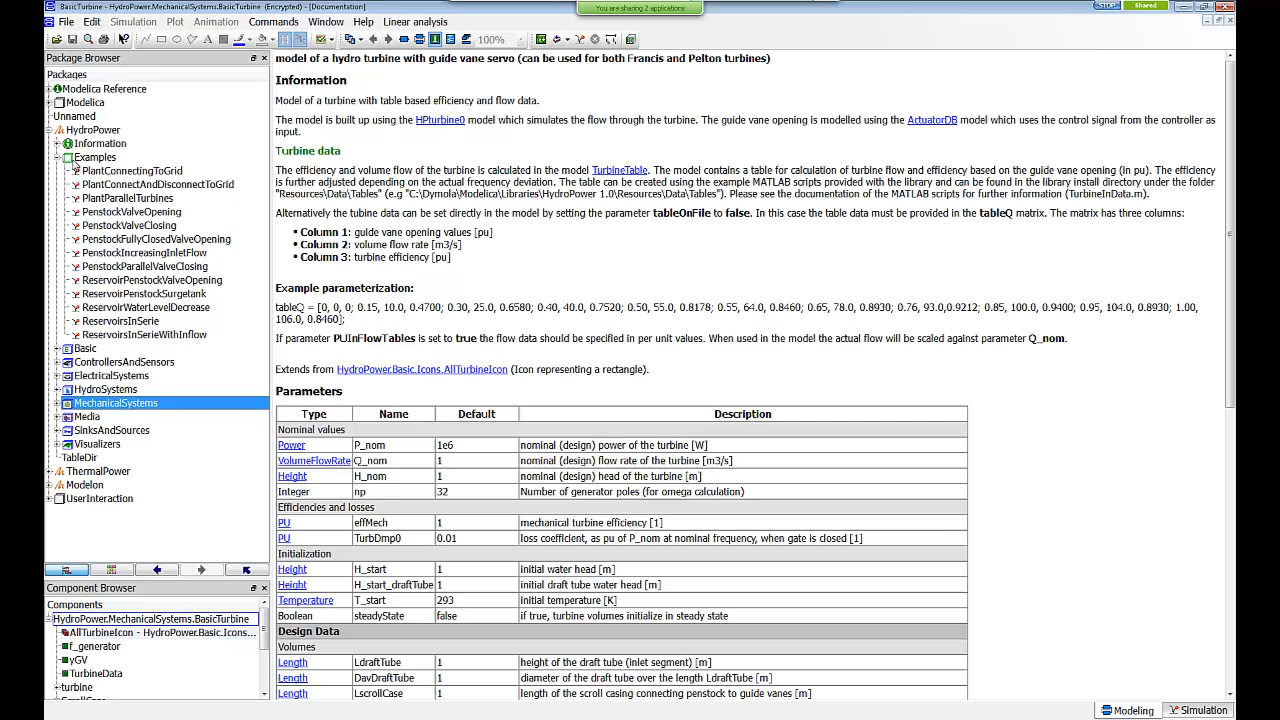 BasicTurbine - HydroPower.MechanicalSystems.BasicTurbine (Encrypted) - [Documentation]
You are sharing 2 applications
STOP
Shared
File Edit Simulation Plot Animation Commands Window Help Linear analysis
100%
Package Browser
Packages
Modelica Reference
Modelica
Unnamed
HydroPower
Information
Examples
PlantConnectingToGrid
PlantConnectAndDisconnectToGrid
PlantParallelTurbines
PenstockValveOpening
PenstockValveClosing
PenstockFullyClosedValveOpening
PenstockIncreasingInletFlow
PenstockParallelValveClosing
ReservoirPenstockValveOpening
ReservoirPenstockSurgetank
ReservoirWaterLevelDecrease
ReservoirsInSerie
ReservoirsInSerieWithInflow
Basic
ControllersAndSensors
ElectricalSystems
HydroSystems
MechanicalSystems
Media
SinksAndSources
Visualizers
TableDir
ThermalPower
Modelon
UserInteraction
Component Browser
Components
HydroPower.MechanicalSystems.BasicTurbine
AllTurbineIcon - HydroPower.Basic.Icons...
f_generator
yGV
TurbineData
turbine
model of a hydro turbine with guide vane servo (can be used for both Francis and Pelton turbines)
Information
Model of a turbine with table based efficiency and flow data.
The model is built up using the HPturbine0 model which simulates the flow through the turbine. The guide vane opening is modelled using the ActuatorDB model which uses the control signal from the controller as
input.
Turbine data
The efficiency and volume flow of the turbine is calculated in the model TurbineTable. The model contains a table for calculation of turbine flow and efficiency based on the guide vane opening (in pu). The efficiency
is further adjusted depending on the actual frequency deviation. The table can be created using the example MATLAB scripts provided with the library and can be found in the library install directory under the folder
"Resources\Data\Tables" (e.g "C:\Dymola\Modelica\Libraries\HydroPower 1.0\Resources\Data\Tables"). Please see the documentation of the MATLAB scripts for further information (TurbineInData.m).
Alternatively the tubine data can be set directly in the model by setting the parameter tableOnFile to false. In this case the table data must be provided in the tableQ matrix. The matrix has three columns:
• Column 1: guide vane opening values [pu]
• Column 2: volume flow rate [m3/s]
• Column 3: turbine efficiency [pu]
Example parameterization:
tableQ = [0, 0, 0; 0.15, 10.0, 0.4700; 0.30, 25.0, 0.6580; 0.40, 40.0, 0.7520; 0.50, 55.0, 0.8178; 0.55, 64.0, 0.8460; 0.65, 78.0, 0.8930; 0.76, 93.0,0.9212; 0.85, 100.0, 0.9400; 0.95, 104.0, 0.8930; 1.00,
106.0, 0.8460];
If parameter PUInFlowTables is set to true the flow data should be specified in per unit values. When used in the model the actual flow will be scaled against parameter Q_nom.
Extends from HydroPower.Basic.Icons.AllTurbineIcon (Icon representing a rectangle).
Parameters
Type Name Default Description
Nominal values
Power P_nom 1e6 nominal (design) power of the turbine [W]
VolumeFlowRate Q_nom 1 nominal (design) flow rate of the turbine [m3/s]
Height H_nom 1 nominal (design) head of the turbine [m]
Integer np 32 Number of generator poles (for omega calculation)
Efficiencies and losses
PU effMech 1 mechanical turbine efficiency [1]
PU TurbDmp0 0.01 loss coefficient, as pu of P_nom at nominal frequency, when gate is closed [1]
Initialization
Height H_start 1 initial water head [m]
Height H_start_draftTube 1 initial draft tube water head [m]
Temperature T_start 293 initial temperature [K]
Boolean steadyState false if true, turbine volumes initialize in steady state
Design Data
Volumes
Length LdraftTube 1 height of the draft tube (inlet segment) [m]
Length DavDraftTube 1 diameter of the draft tube over the length LdraftTube [m]
Length LscrollCase 1 length of the scroll casing connecting penstock to guide vanes [m]
Modeling Simulation